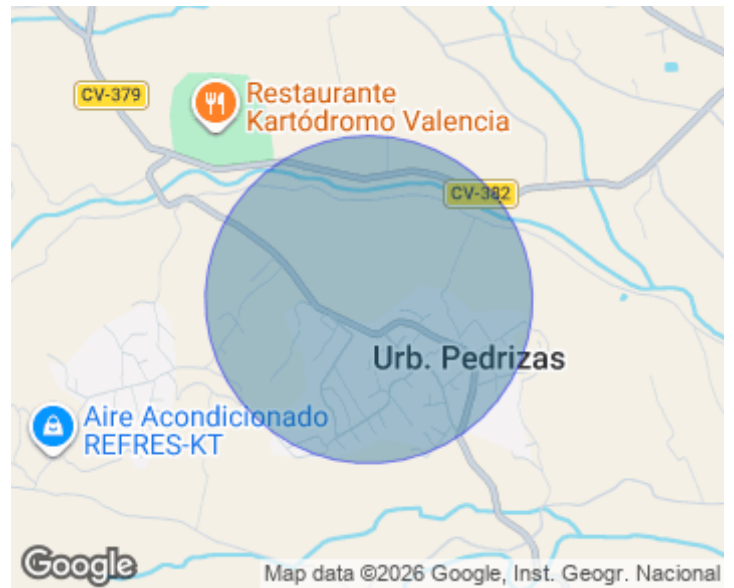 CV-379
Restaurante
Kartódromo Valencia
CV-382
Urb. Pedrizas
Aire Acondicionado
REFRES-KT
Google
Map data ©2026 Google, Inst. Geogr. Nacional